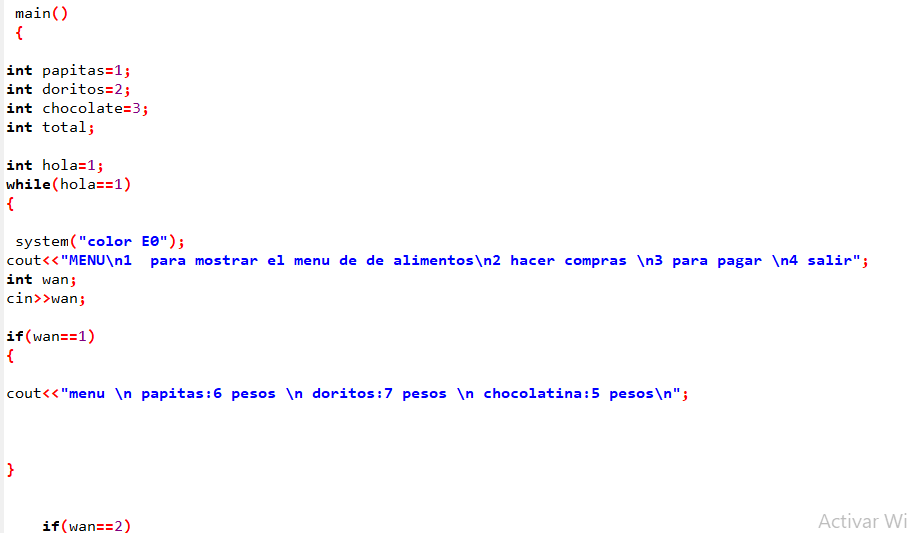 main()
{
int papitas=1;
int doritos=2;
int chocolate=3;
int total;
int hola=1;
while(hola==1)
{
system("color E0");
cout<<"MENU\n1  para mostrar el menu de de alimentos\n2 hacer compras \n3 para pagar \n4 salir";
int wan;
cin>>wan;
if(wan==1)
{
cout<<"menu \n papitas:6 pesos \n doritos:7 pesos \n chocolatina:5 pesos\n";
}
if(wan==2)
Activar Wi